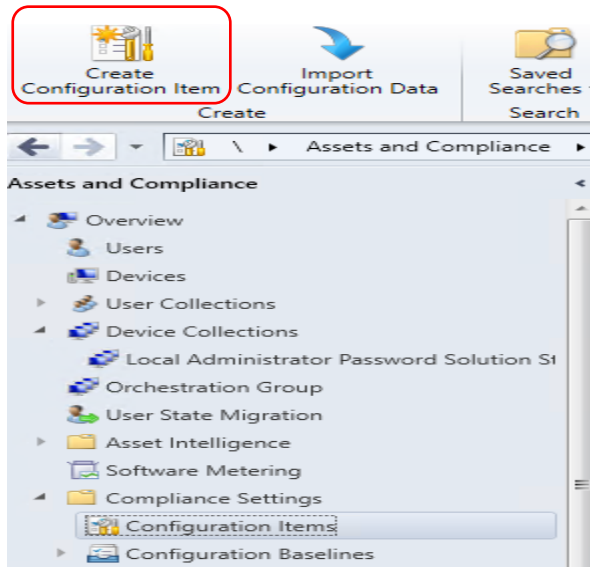 Create
Configuration Item
Import
Configuration Data
Saved
Searches
Create
Search
\ Assets and Compliance
Assets and Compliance
Overview
Users
Devices
User Collections
Device Collections
Local Administrator Password Solution
Orchestration Group
User State Migration
Asset Intelligence
Software Metering
Compliance Settings
Configuration Items
Configuration Baselines